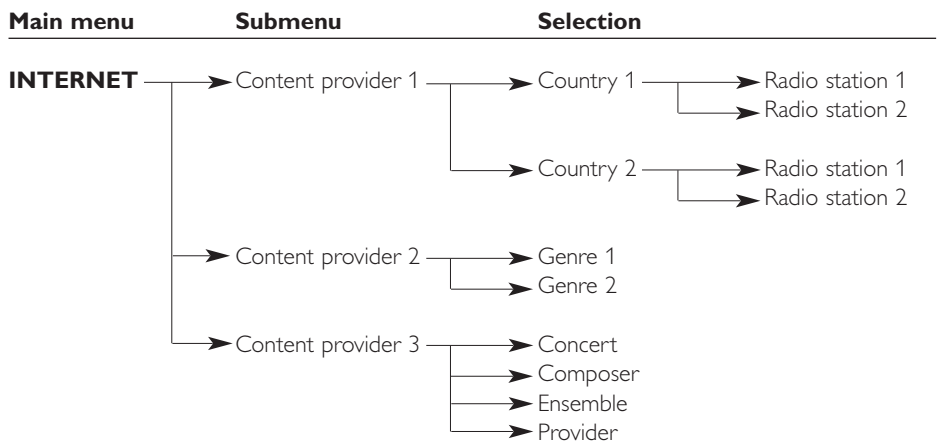 Main menu Submenu Selection
INTERNET Content provider 1 Country 1 Radio station 1
Radio station 2
Country 2 Radio station 1
Radio station 2
Content provider 2 Genre 1
Genre 2
Content provider 3 Concert
Composer
Ensemble
Provider